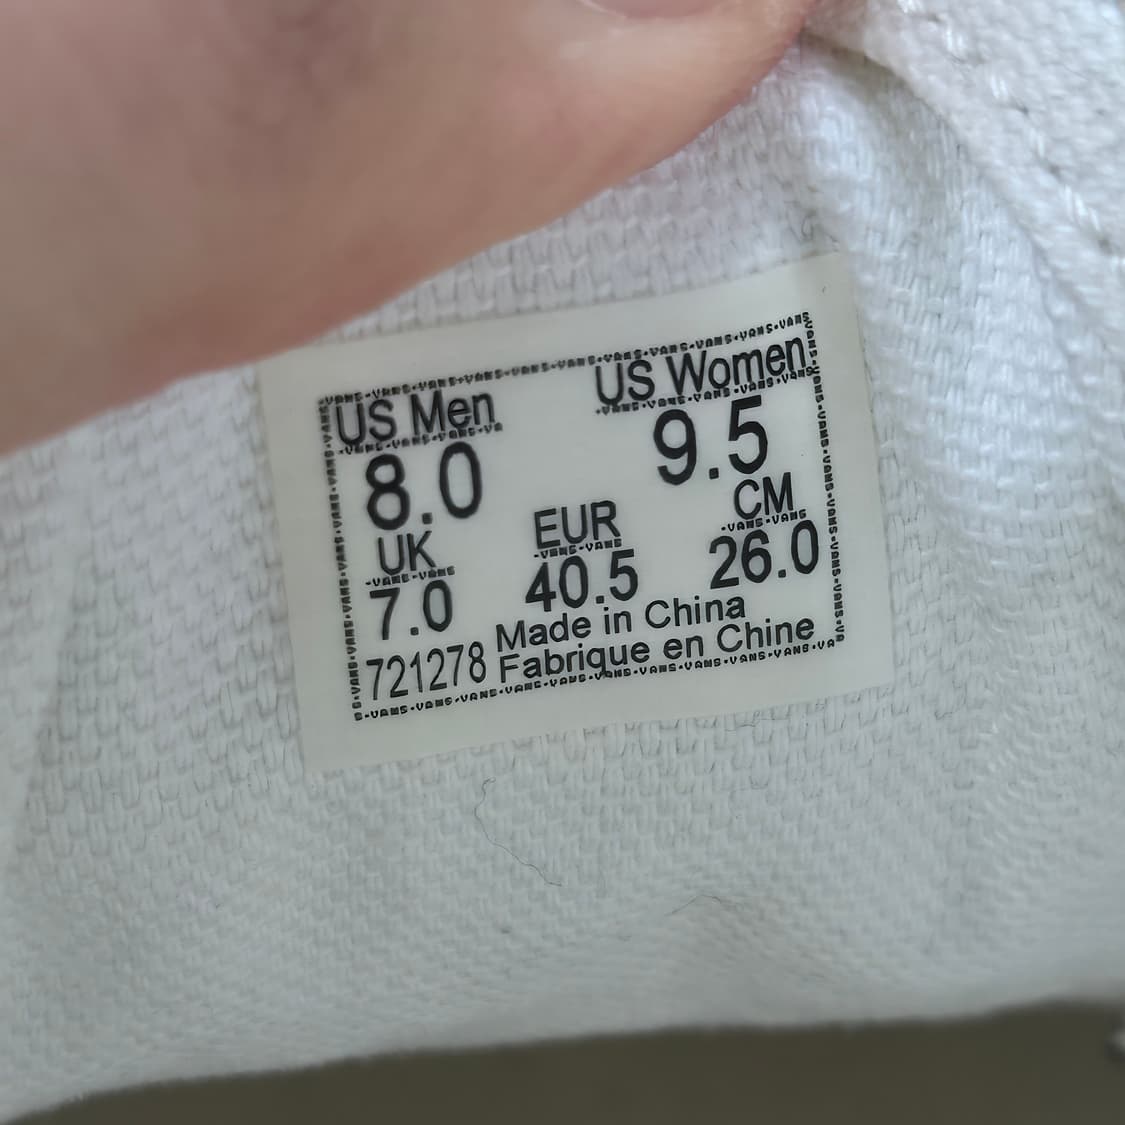 US Men US Women
8.0 9.5
UK EUR CM
7.0 40.5 26.0
Made in China
721278 Fabrique en Chine